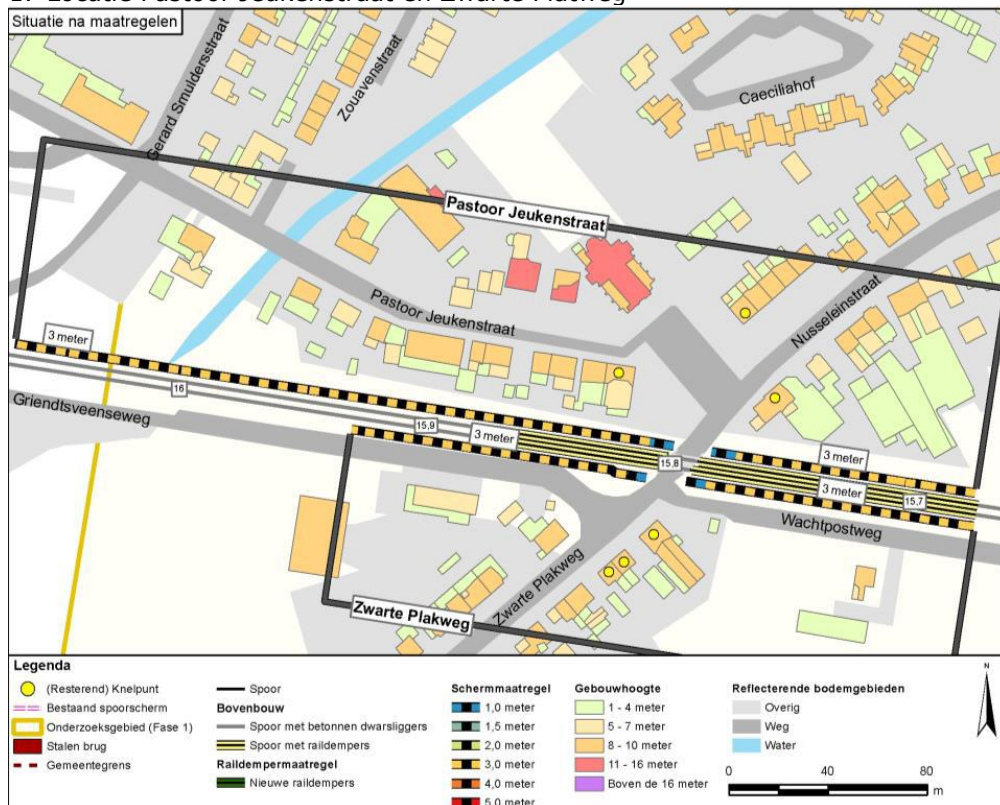 1. Locatie Pastoor Jeukenstraat en Zwarte Plakweg
Situatie na maatregelen
Gerard Smuldersstraat
Zouavenstraat
Caeciliahof
Pastoor Jeukenstraat
Pastoor Jeukenstraat
Nusseleinstraat
3 meter
16
Griendtsveenseweg
15,9
3 meter
15,8
3 meter
3 meter
15,7
Wachtpostweg
Zwarte Plakweg
Zwarte Plakweg
Legenda
(Resterend) Knelpunt
Bestaand spoorscherm
Onderzoeksgebied (Fase 1)
Stalen brug
Gemeentegrens
Spoor
Bovenbouw
Spoor met betonnen dwarsliggers
Spoor met raildempers
Raildempermaatregel
Nieuwe raildempers
Schermmaatregel
1,0 meter
1,5 meter
2,0 meter
3,0 meter
4,0 meter
5,0 meter
Gebouwhoogte
1 - 4 meter
5 - 7 meter
8 - 10 meter
11 - 16 meter
Boven de 16 meter
Reflecterende bodemgebieden
Overig
Weg
Water
N
0 40 80
m